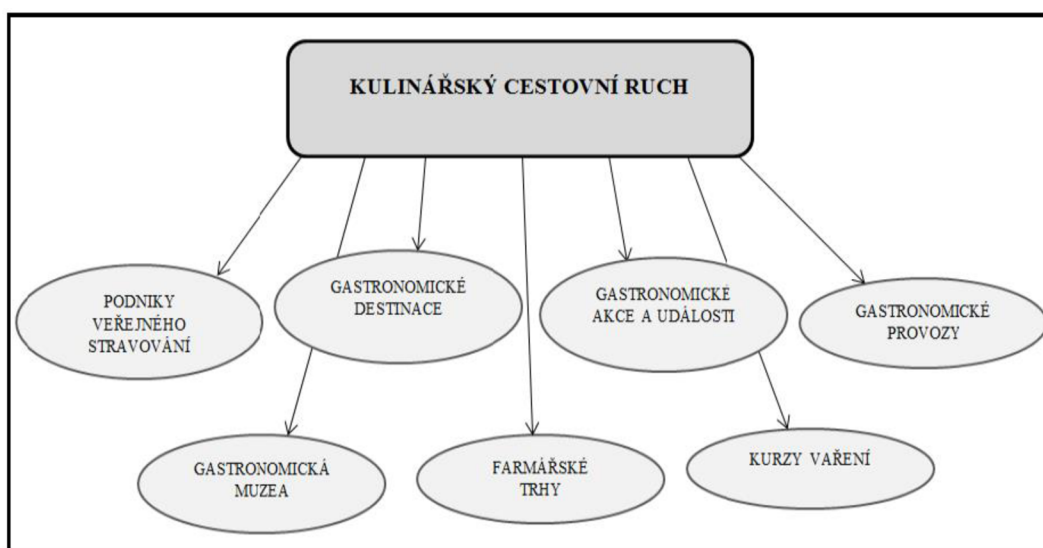 KULINÁŘSKÝ CESTOVNÍ RUCH
PODNIKY
VEŘEJNÉHO
STRAVOVÁNÍ
GASTRONOMICKÉ
DESTINACE
GASTRONOMICKÉ
AKCE A UDÁLOSTI
GASTRONOMICKÉ
PROVOZY
GASTRONOMICKÁ
MUZEA
FARMÁŘSKÉ
TRHY
KURZY VAŘENÍ